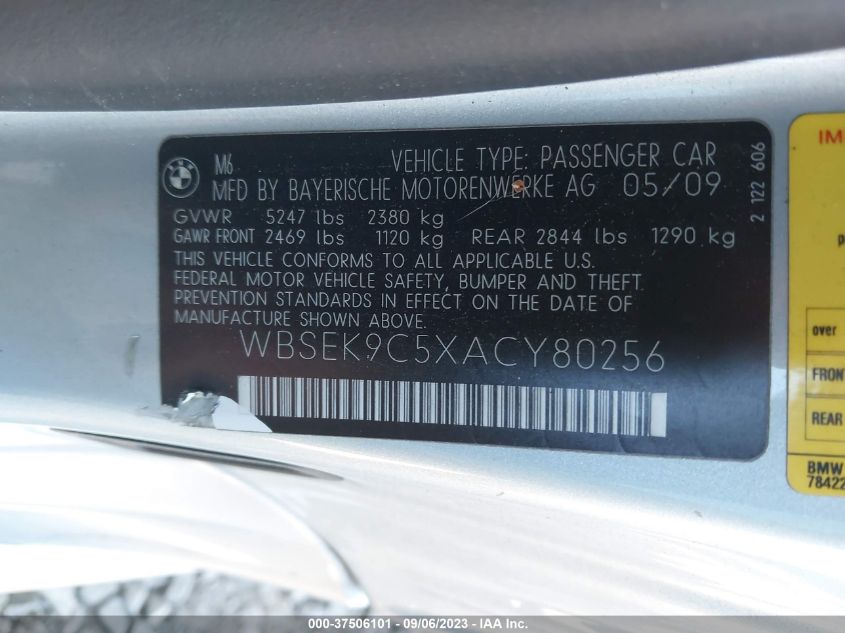 M6 VEHICLE TYPE: PASSENGER CAR
MFD BY BAYERISCHE MOTORENWERKE AG 05/09
GVWR 5247 lbs 2380 kg
GAWR FRONT 2469 lbs 1120 kg REAR 2844 lbs 1290 kg
THIS VEHICLE CONFORMS TO ALL APPLICABLE U.S.
FEDERAL MOTOR VEHICLE SAFETY, BUMPER AND THEFT
PREVENTION STANDARDS IN EFFECT ON THE DATE OF
MANUFACTURE SHOWN ABOVE.
WBSEK9C5XACY80256
2 122 606
IM
p
over
FRONT
REAR
BMW
78422
000-37506101 - 09/06/2023 - IAA Inc.